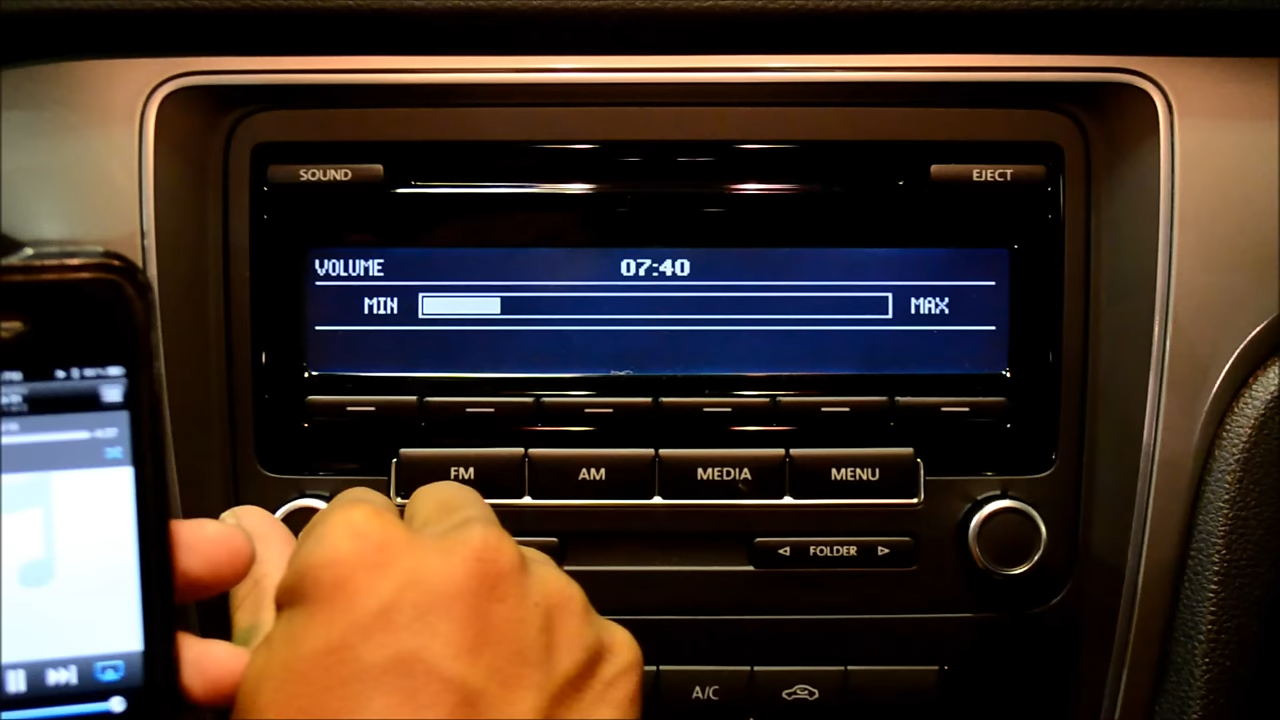 SOUND
EJECT
VOLUME 07:40
MIN MAX
FM AM MEDIA MENU
FOLDER
A/C